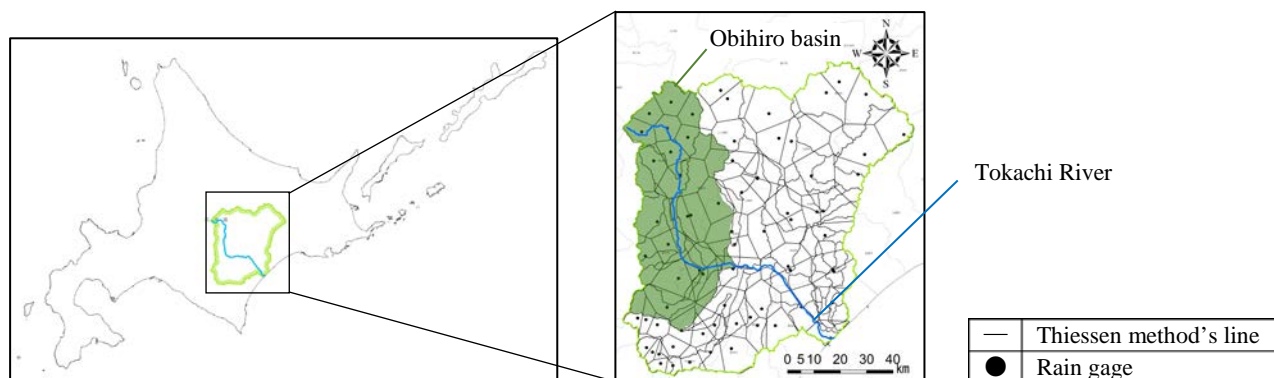 Obihiro basin
N
W E
S
Tokachi River
0 5 10 20 30 40
km
Thiessen method's line
Rain gage